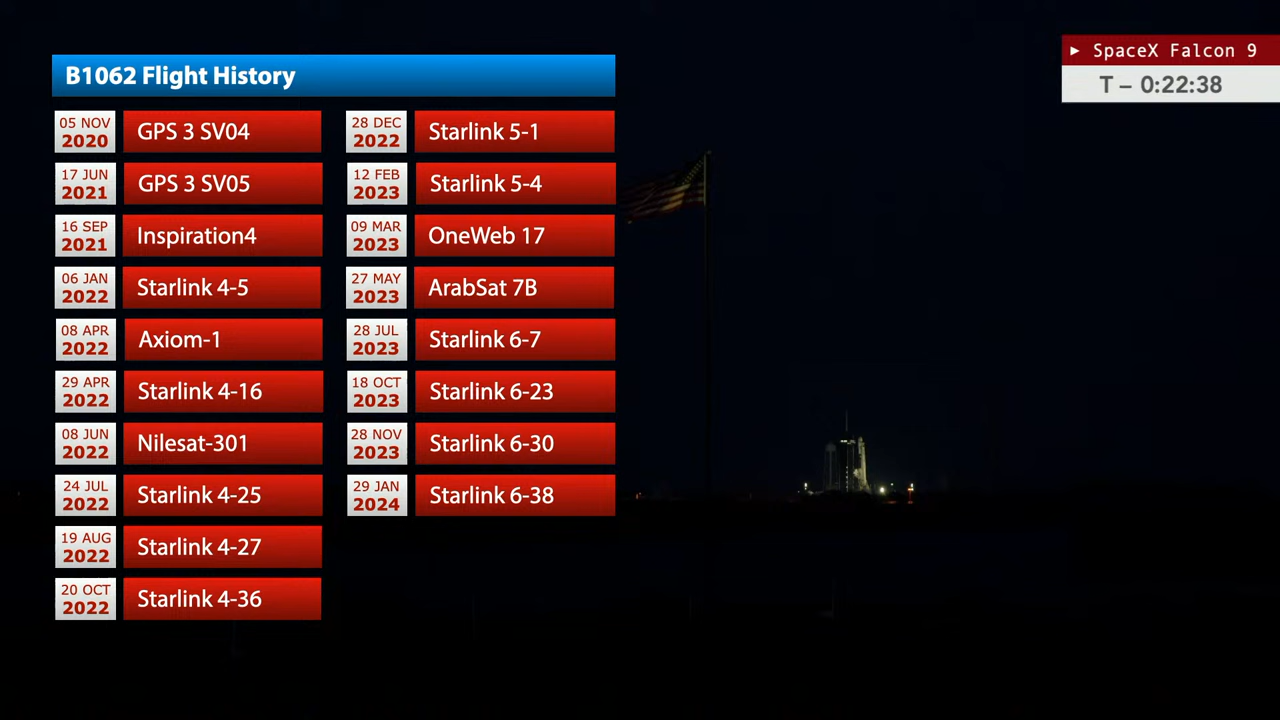 B1062 Flight History
05 NOV
2020
GPS 3 SV04
17 JUN
2021
GPS 3 SV05
16 SEP
2021
Inspiration4
06 JAN
2022
Starlink 4-5
08 APR
2022
Axiom-1
29 APR
2022
Starlink 4-16
08 JUN
2022
Nilesat-301
24 JUL
2022
Starlink 4-25
19 AUG
2022
Starlink 4-27
20 OCT
2022
Starlink 4-36
28 DEC
2022
Starlink 5-1
12 FEB
2023
Starlink 5-4
09 MAR
2023
OneWeb 17
27 MAY
2023
ArabSat 7B
28 JUL
2023
Starlink 6-7
18 OCT
2023
Starlink 6-23
28 NOV
2023
Starlink 6-30
29 JAN
2024
Starlink 6-38
► SpaceX Falcon 9
T – 0:22:38